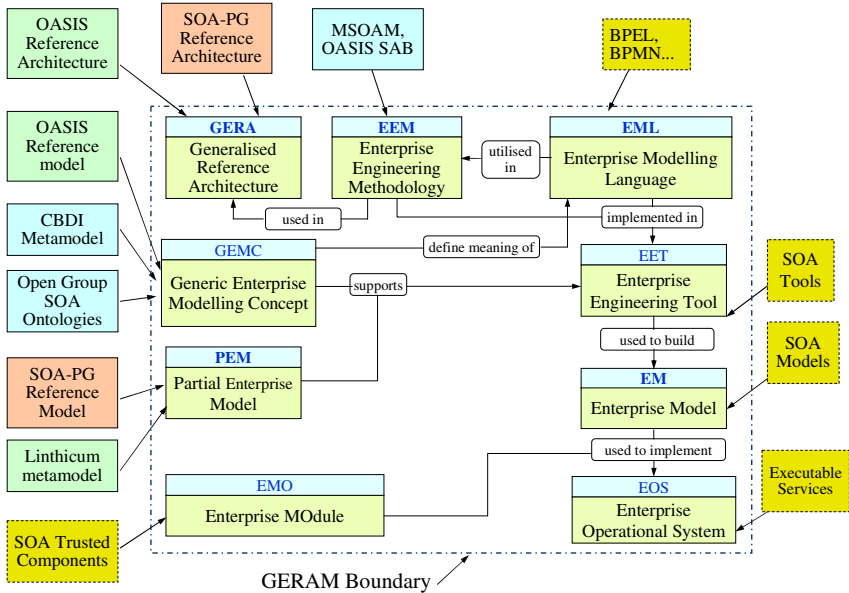 OASIS
Reference
Architecture
SOA-PG
Reference
Architecture
MSOAM,
OASIS SAB
BPEL,
BPMN...
OASIS
Reference
model
CBDI
Metamodel
Open Group
SOA
Ontologies
SOA-PG
Reference
Model
Linthicum
metamodel
SOA Trusted
Components
GERA
Generalised
Reference
Architecture
EEM
Enterprise
Engineering
Methodology
utilised
in
EML
Enterprise Modelling
Language
used in
implemented in
GEMC
Generic Enterprise
Modelling Concept
define meaning of
supports
EET
Enterprise
Engineering Tool
SOA
Tools
used to build
PEM
Partial Enterprise
Model
EM
Enterprise Model
SOA
Models
used to implement
EMO
Enterprise MOdule
EOS
Enterprise
Operational System
Executable
Services
GERAM Boundary